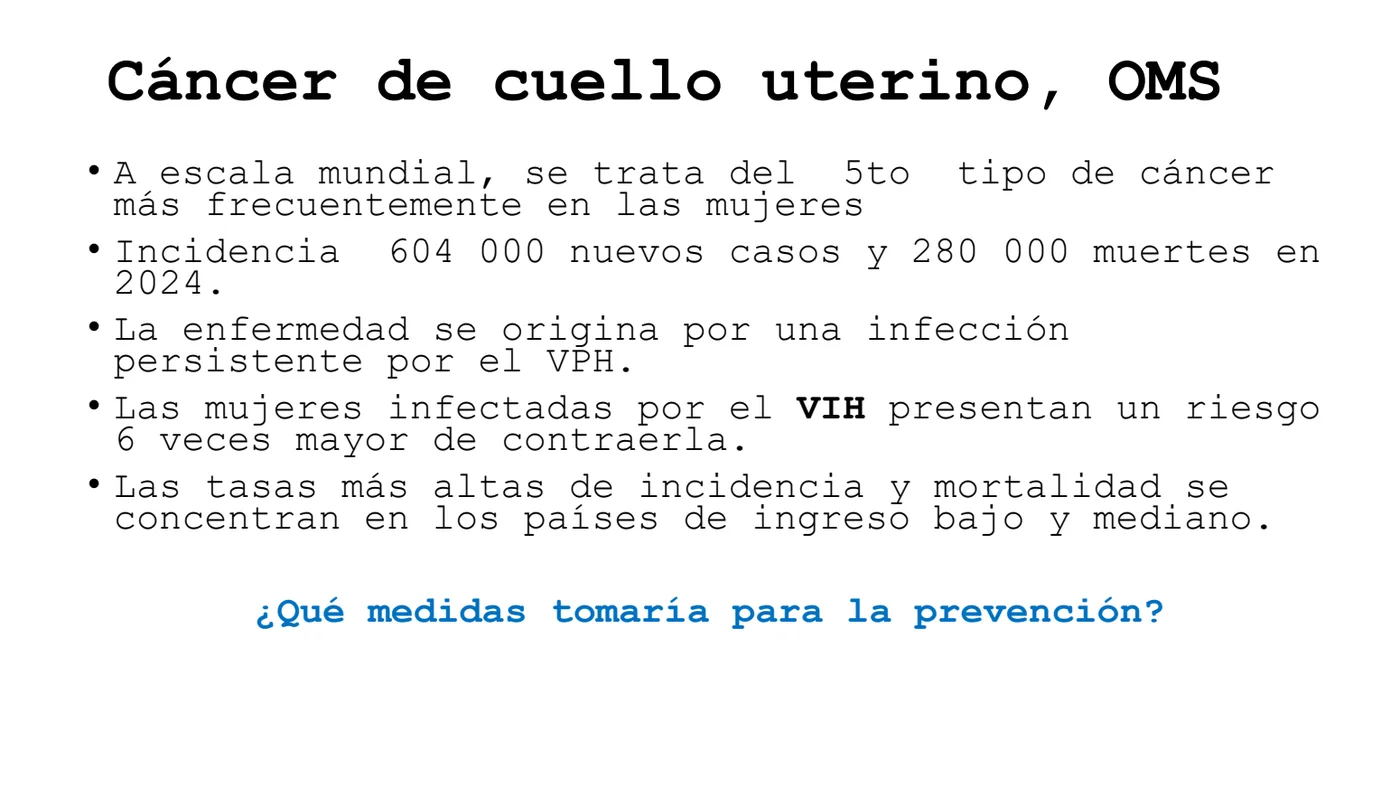 Cáncer de cuello uterino, OMS
• A escala mundial, se trata del  5to  tipo de cáncer
más frecuentemente en las mujeres
• Incidencia  604 000 nuevos casos y 280 000 muertes en
2024.
• La enfermedad se origina por una infección
persistente por el VPH.
• Las mujeres infectadas por el VIH presentan un riesgo
6 veces mayor de contraerla.
• Las tasas más altas de incidencia y mortalidad se
concentran en los países de ingreso bajo y mediano.
¿Qué medidas tomaría para la prevención?